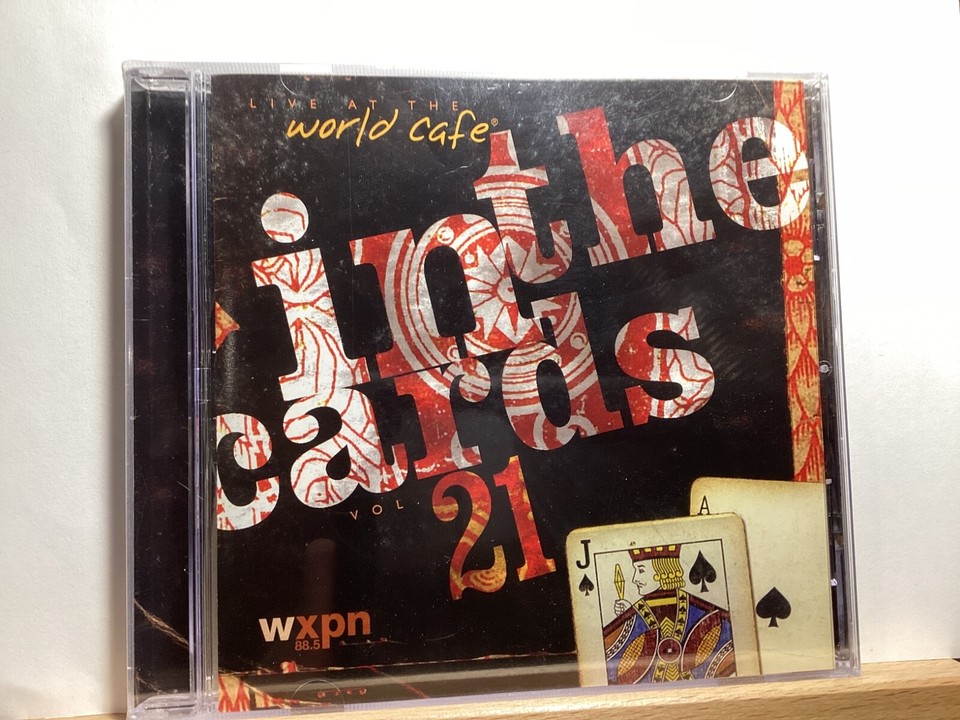 LIVE AT THE
world cafe®
in the
cards
VOL 21
A
J
wxpn
88.5